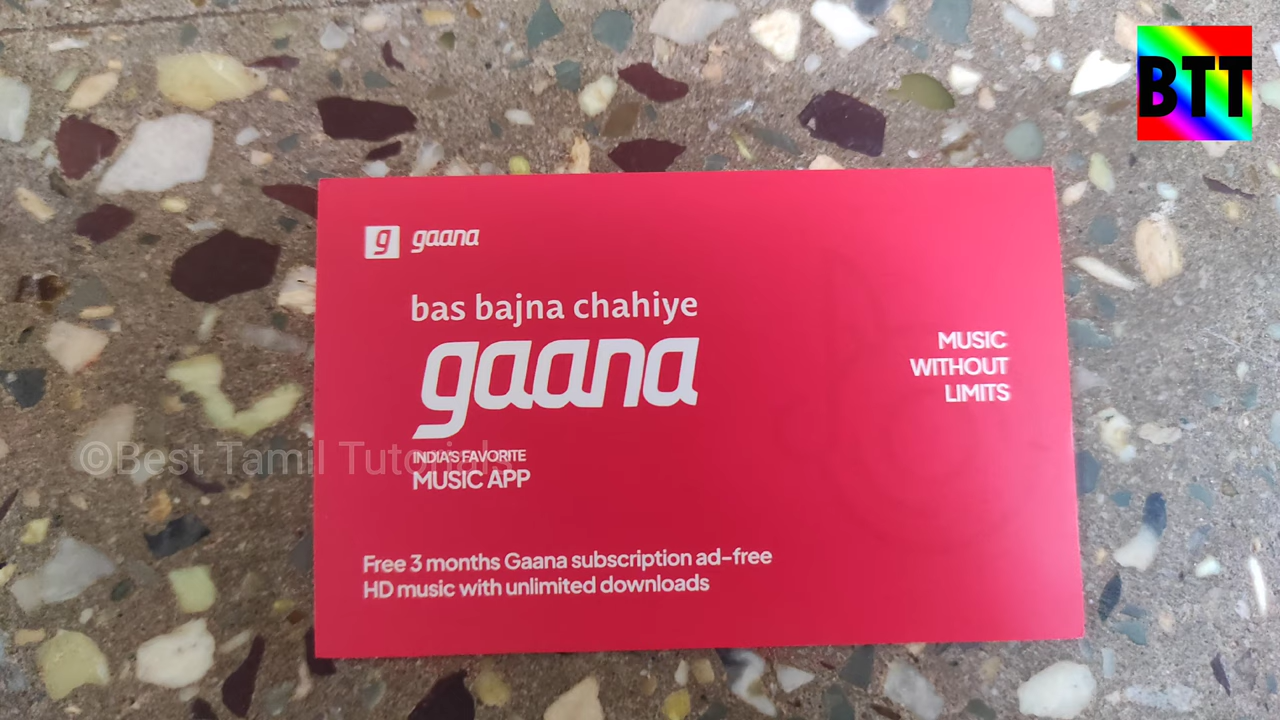 BTT
g gaana
bas bajna chahiye
gaana
MUSIC
WITHOUT
LIMITS
INDIA'S FAVORITE
MUSIC APP
©Best Tamil Tutorials
Free 3 months Gaana subscription ad-free
HD music with unlimited downloads